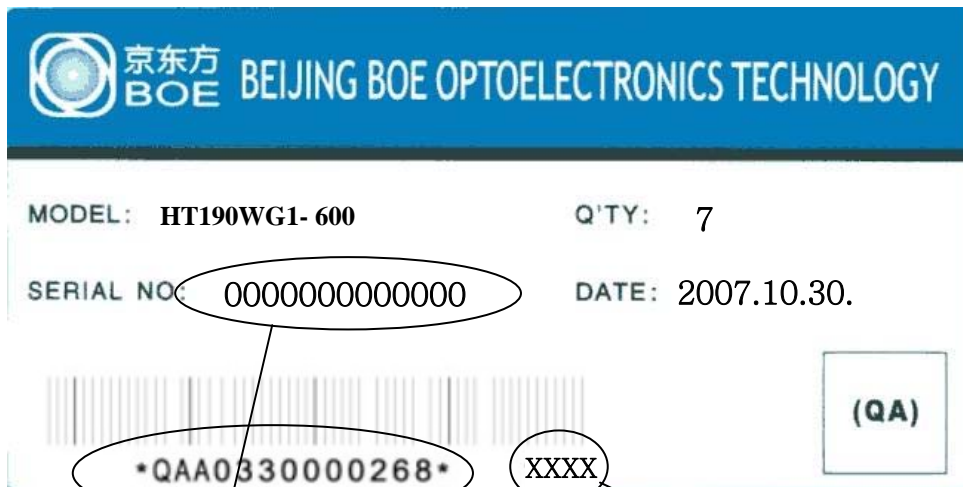 京东方
BOE BEIJING BOE OPTOELECTRONICS TECHNOLOGY
MODEL: HT190WG1- 600 Q'TY: 7
SERIAL NO: 0000000000000 DATE: 2007.10.30.
(QA)
*QAA0330000268* XXXX